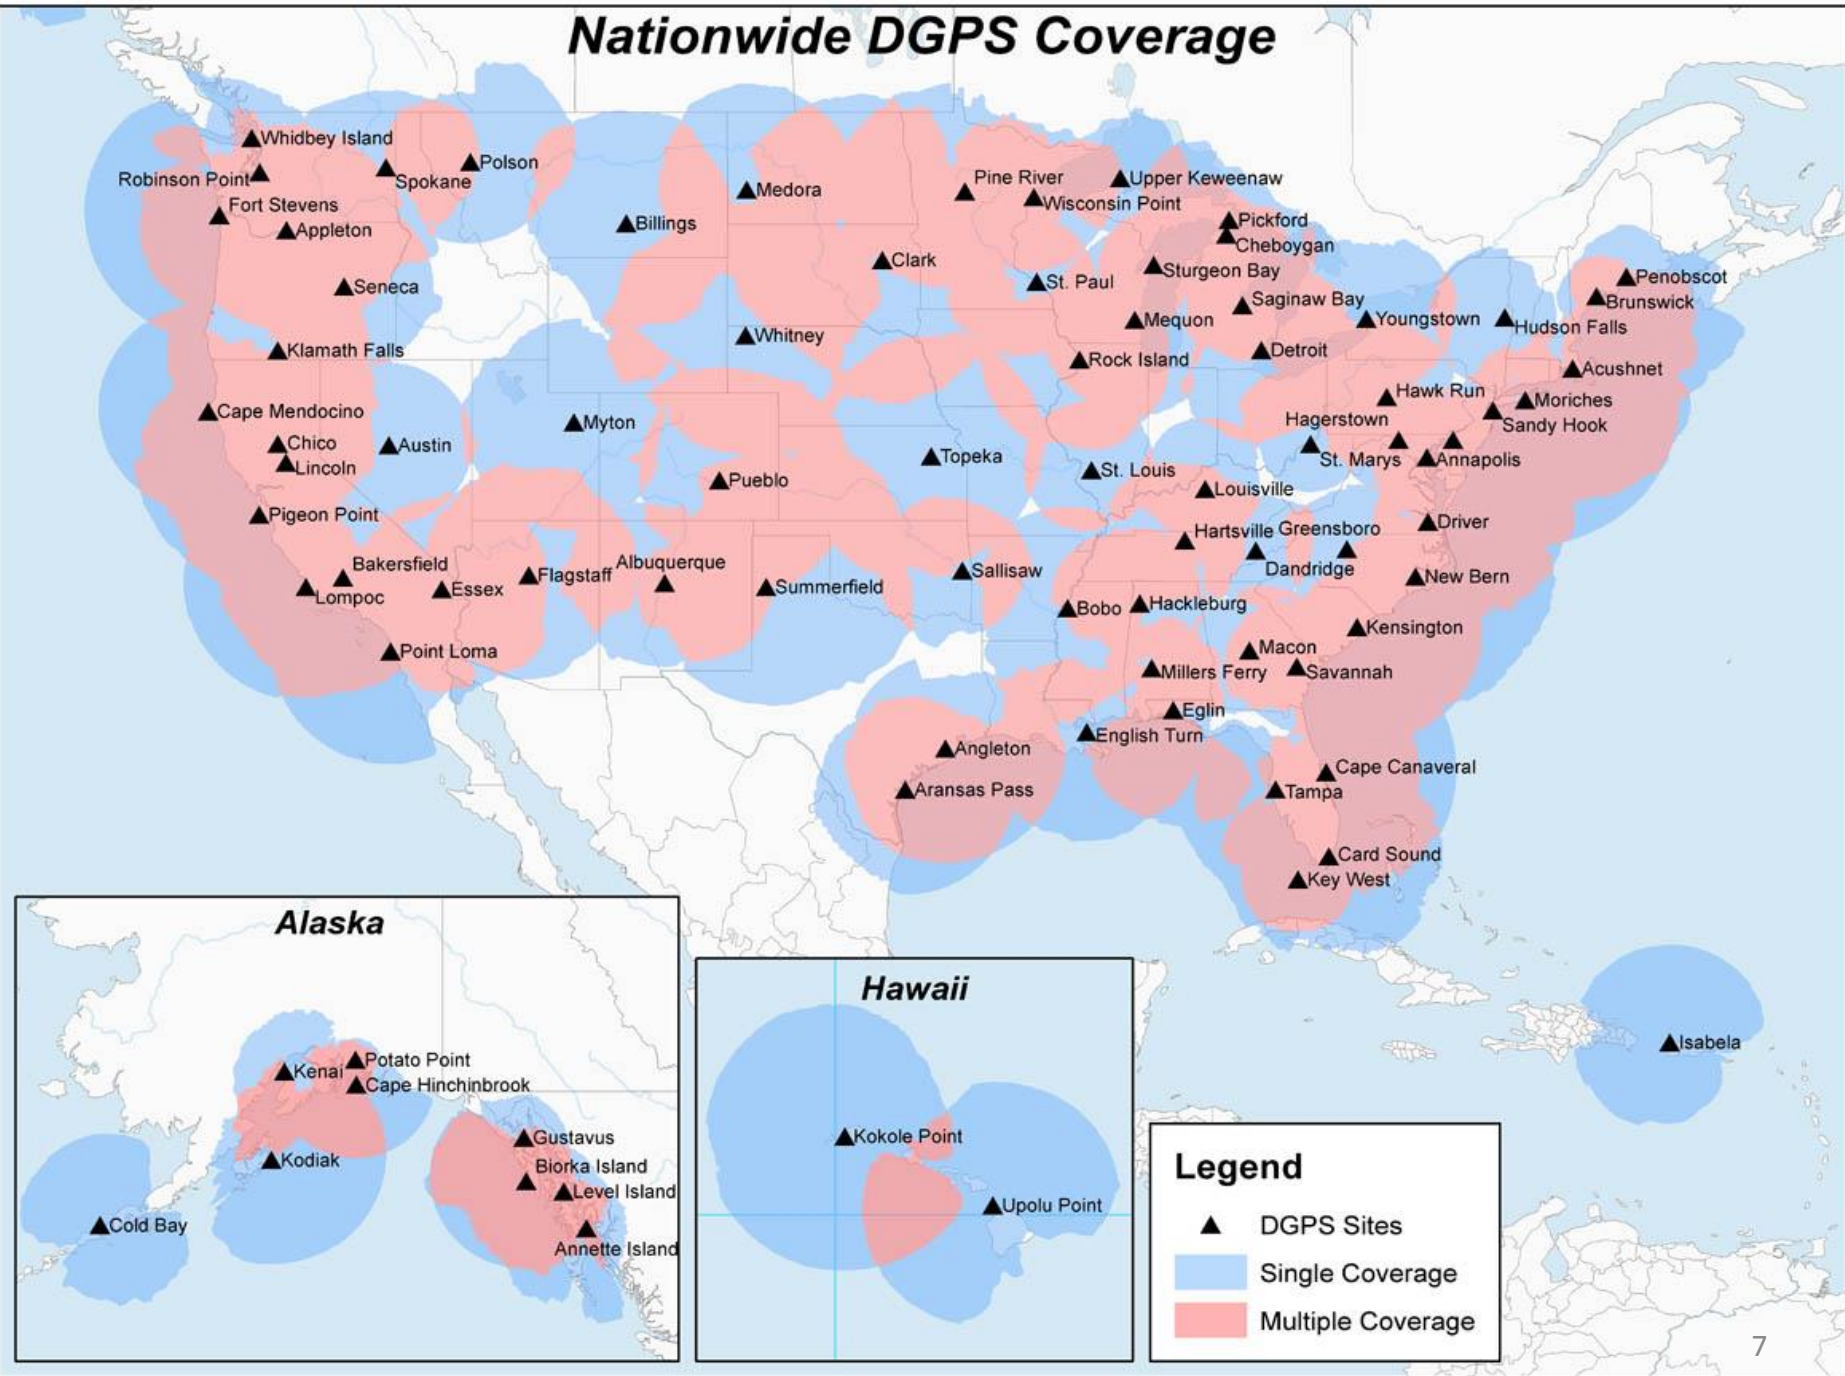 Nationwide DGPS Coverage
Whidbey Island
Robinson Point
Spokane
Polson
Fort Stevens
Appleton
Seneca
Klamath Falls
Billings
Medora
Clark
Whitney
Pine River
Wisconsin Point
Upper Keweenaw
Pickford
Cheboygan
Sturgeon Bay
St. Paul
Saginaw Bay
Mequon
Youngstown
Hudson Falls
Penobscot
Brunswick
Rock Island
Detroit
Acushnet
Hawk Run
Moriches
Sandy Hook
Hagerstown
St. Marys
Annapolis
Cape Mendocino
Chico
Lincoln
Austin
Myton
Pueblo
Topeka
St. Louis
Louisville
Pigeon Point
Bakersfield
Lompoc
Essex
Flagstaff
Albuquerque
Summerfield
Sallisaw
Hartsville
Greensboro
Dandridge
Driver
New Bern
Bobo
Hackleburg
Kensington
Point Loma
Macon
Millers Ferry
Savannah
Eglin
English Turn
Angleton
Aransas Pass
Cape Canaveral
Tampa
Card Sound
Key West
Isabela
Alaska
Potato Point
Kenai
Cape Hinchinbrook
Kodiak
Cold Bay
Gustavus
Biorka Island
Level Island
Annette Island
Hawaii
Kokole Point
Upolu Point
Legend
DGPS Sites
Single Coverage
Multiple Coverage
7